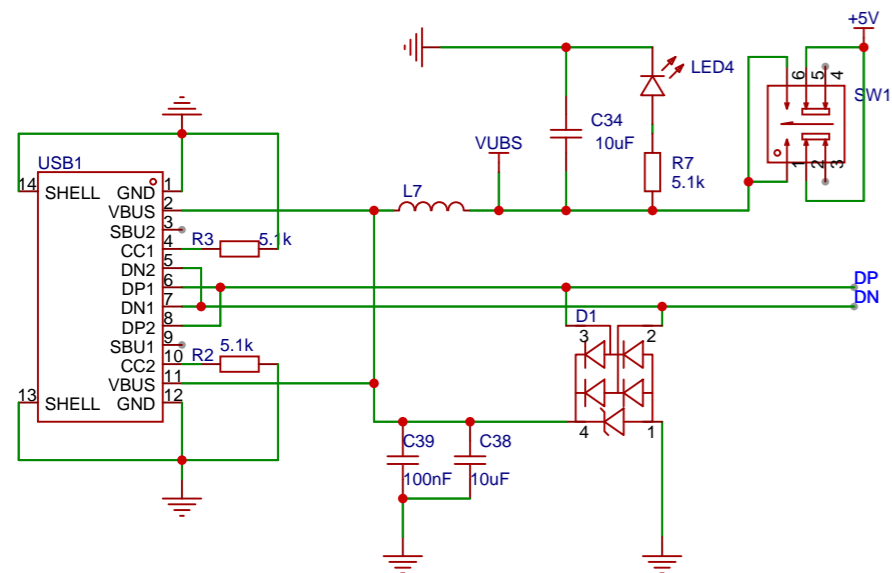 +5V
LED4
6
5
4
SW1
C34
10uF
VUBS
1
2
3
R7
5.1k
USB1
14
SHELL
GND
1
VBUS
2
SBU2
3
CC1
4
DN2
5
DP1
6
DN1
7
DP2
8
SBU1
9
CC2
10
VBUS
11
13
SHELL
GND
12
L7
R3
5.1k
DP
DN
D1
3
2
R2
5.1k
4
1
C39
100nF
C38
10uF